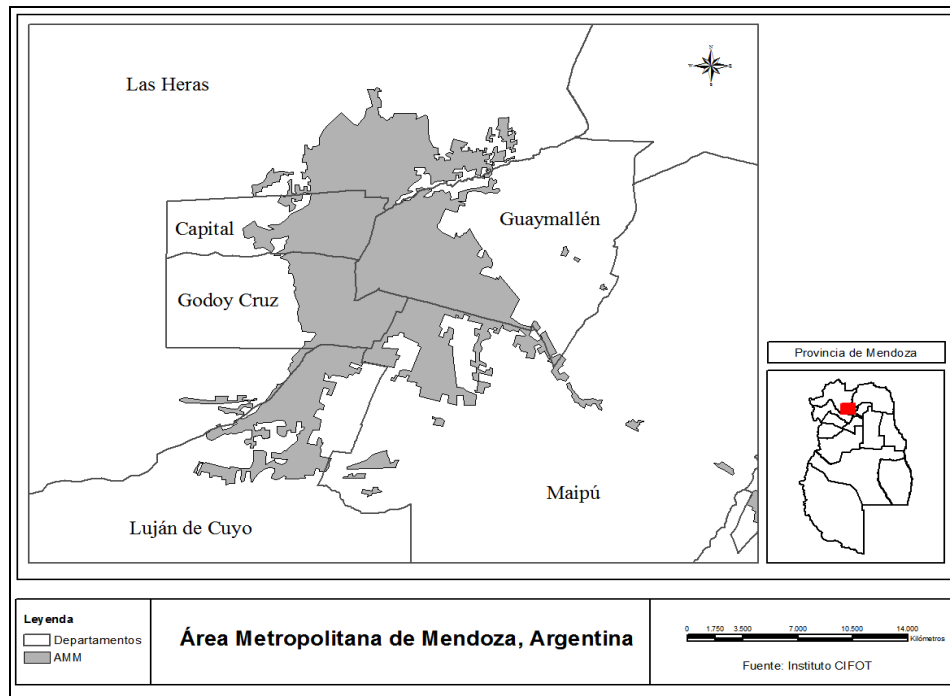 Las Heras
Guaymallén
Capital
Godoy Cruz
Maipú
Luján de Cuyo
Provincia de Mendoza
Leyenda
Departamentos
AMM
Área Metropolitana de Mendoza, Argentina
0 1.750 3.500 7.000 10.500 14.000
Kilómetros
Fuente: Instituto CIFOT